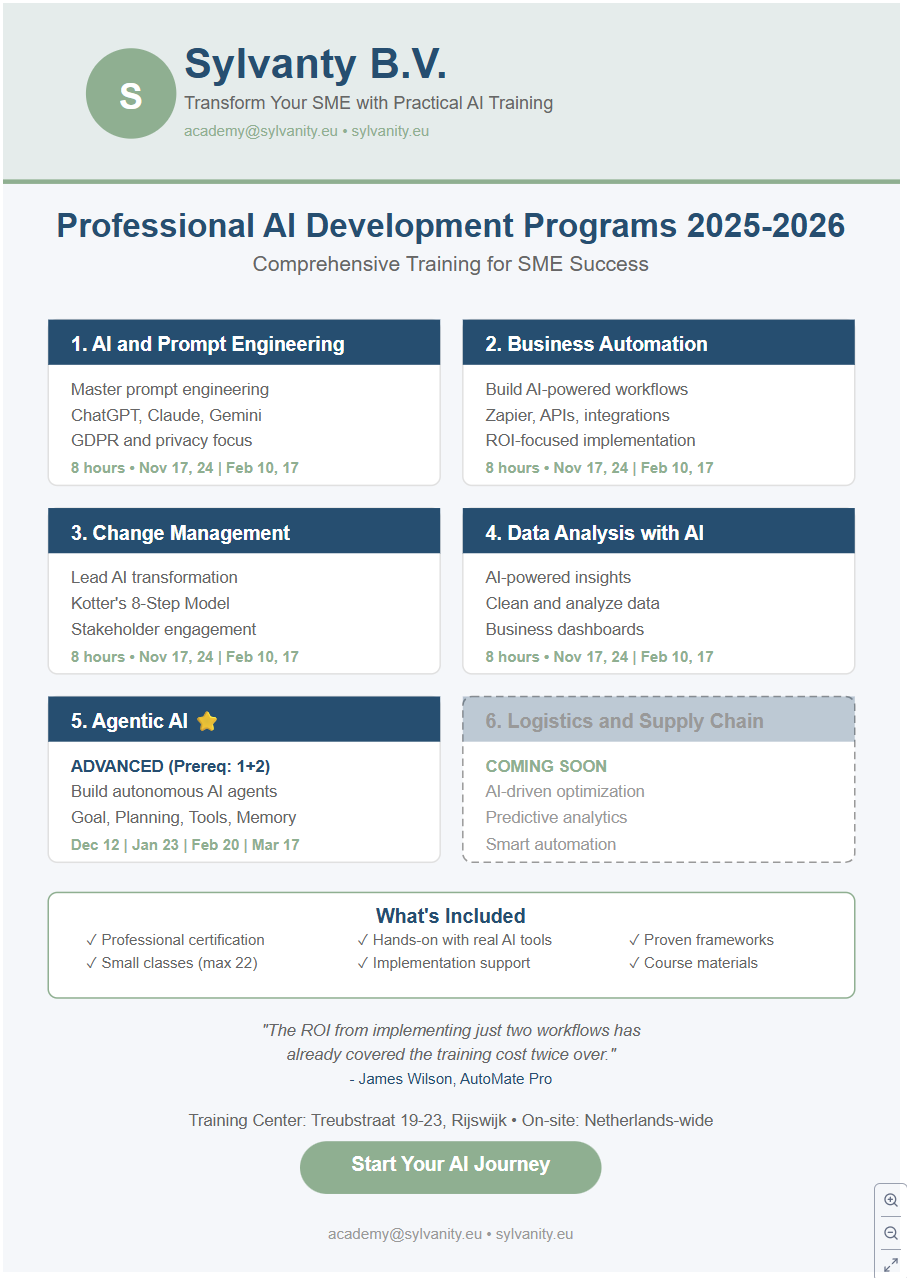 S
Sylvanty B.V.
Transform Your SME with Practical AI Training
academy@sylvanity.eu • sylvanity.eu
Professional AI Development Programs 2025-2026
Comprehensive Training for SME Success
1. AI and Prompt Engineering
Master prompt engineering
ChatGPT, Claude, Gemini
GDPR and privacy focus
8 hours • Nov 17, 24 | Feb 10, 17
2. Business Automation
Build AI-powered workflows
Zapier, APIs, integrations
ROI-focused implementation
8 hours • Nov 17, 24 | Feb 10, 17
3. Change Management
Lead AI transformation
Kotter's 8-Step Model
Stakeholder engagement
8 hours • Nov 17, 24 | Feb 10, 17
4. Data Analysis with AI
AI-powered insights
Clean and analyze data
Business dashboards
8 hours • Nov 17, 24 | Feb 10, 17
5. Agentic AI ⭐
ADVANCED (Prereq: 1+2)
Build autonomous AI agents
Goal, Planning, Tools, Memory
Dec 12 | Jan 23 | Feb 20 | Mar 17
6. Logistics and Supply Chain
COMING SOON
AI-driven optimization
Predictive analytics
Smart automation
What's Included
✓ Professional certification
✓ Hands-on with real AI tools
✓ Proven frameworks
✓ Small classes (max 22)
✓ Implementation support
✓ Course materials
"The ROI from implementing just two workflows has
already covered the training cost twice over."
- James Wilson, AutoMate Pro
Training Center: Treubstraat 19-23, Rijswijk • On-site: Netherlands-wide
Start Your AI Journey
academy@sylvanity.eu • sylvanity.eu